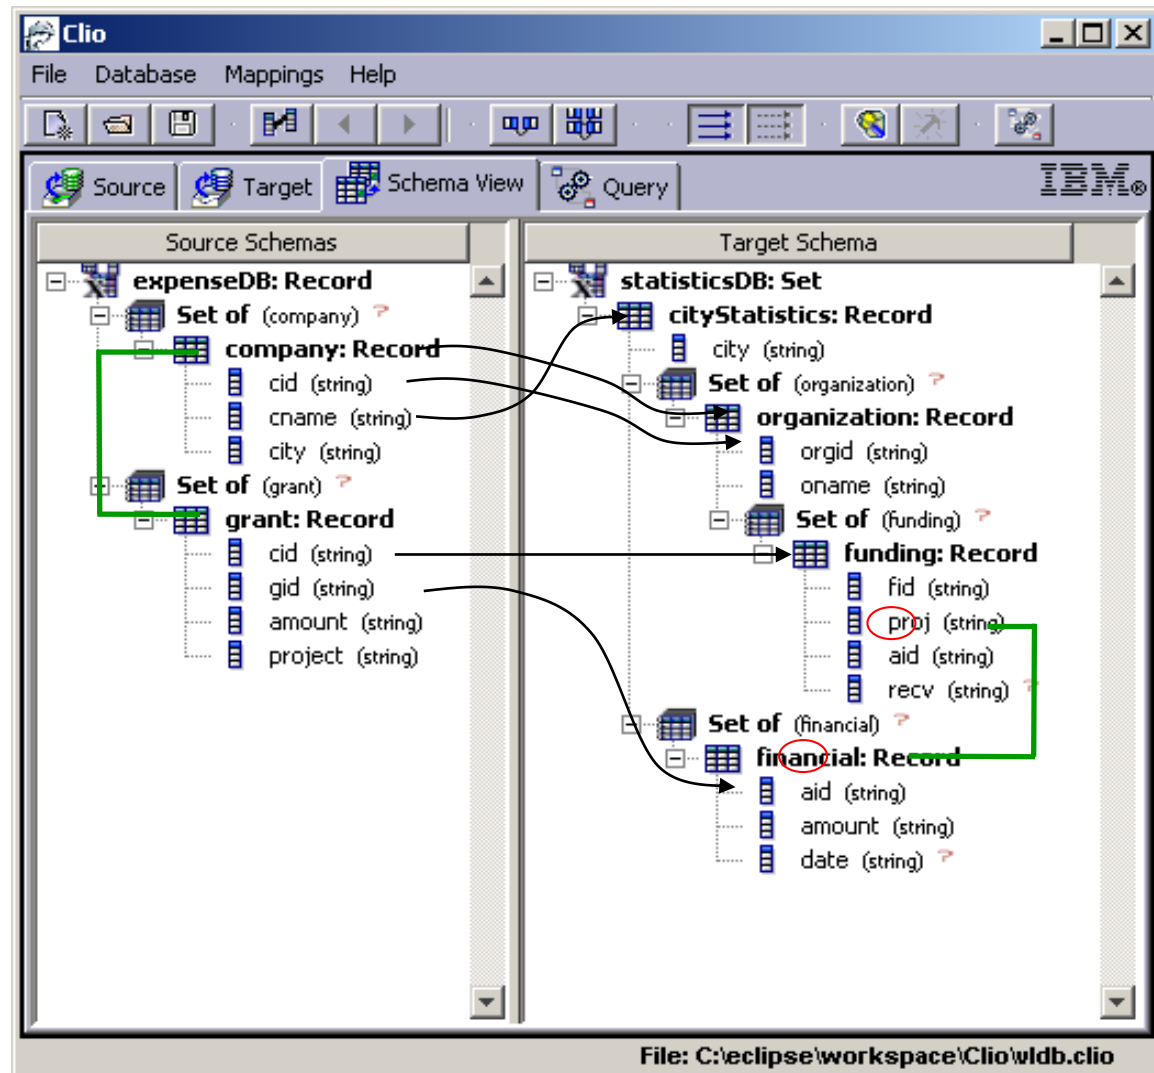 Clio
File Database Mappings Help
Source Target Schema View Query IBM®
Source Schemas
expenseDB: Record
Set of (company) ?
company: Record
cid (string)
cname (string)
city (string)
Set of (grant) ?
grant: Record
cid (string)
gid (string)
amount (string)
project (string)
Target Schema
statisticsDB: Set
cityStatistics: Record
city (string)
Set of (organization) ?
organization: Record
orgid (string)
oname (string)
Set of (funding) ?
funding: Record
fid (string)
proj (string)
aid (string)
recv (string) ?
Set of (financial) ?
financial: Record
aid (string)
amount (string)
date (string) ?
File: C:\eclipse\workspace\Clio\vldb.clio